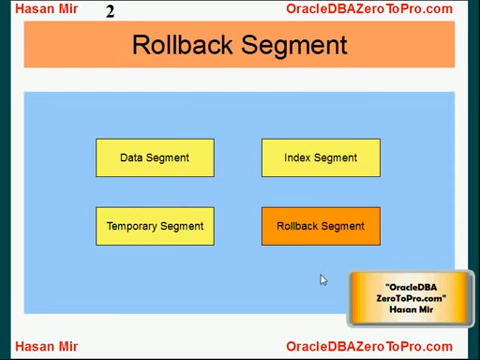 Hasan Mir 2 OracleDBAZeroToPro.com
Rollback Segment
Data Segment Index Segment
Temporary Segment Rollback Segment
"OracleDBA
ZeroToPro.com"
Hasan Mir
Hasan Mir OracleDBAZeroToPro.com